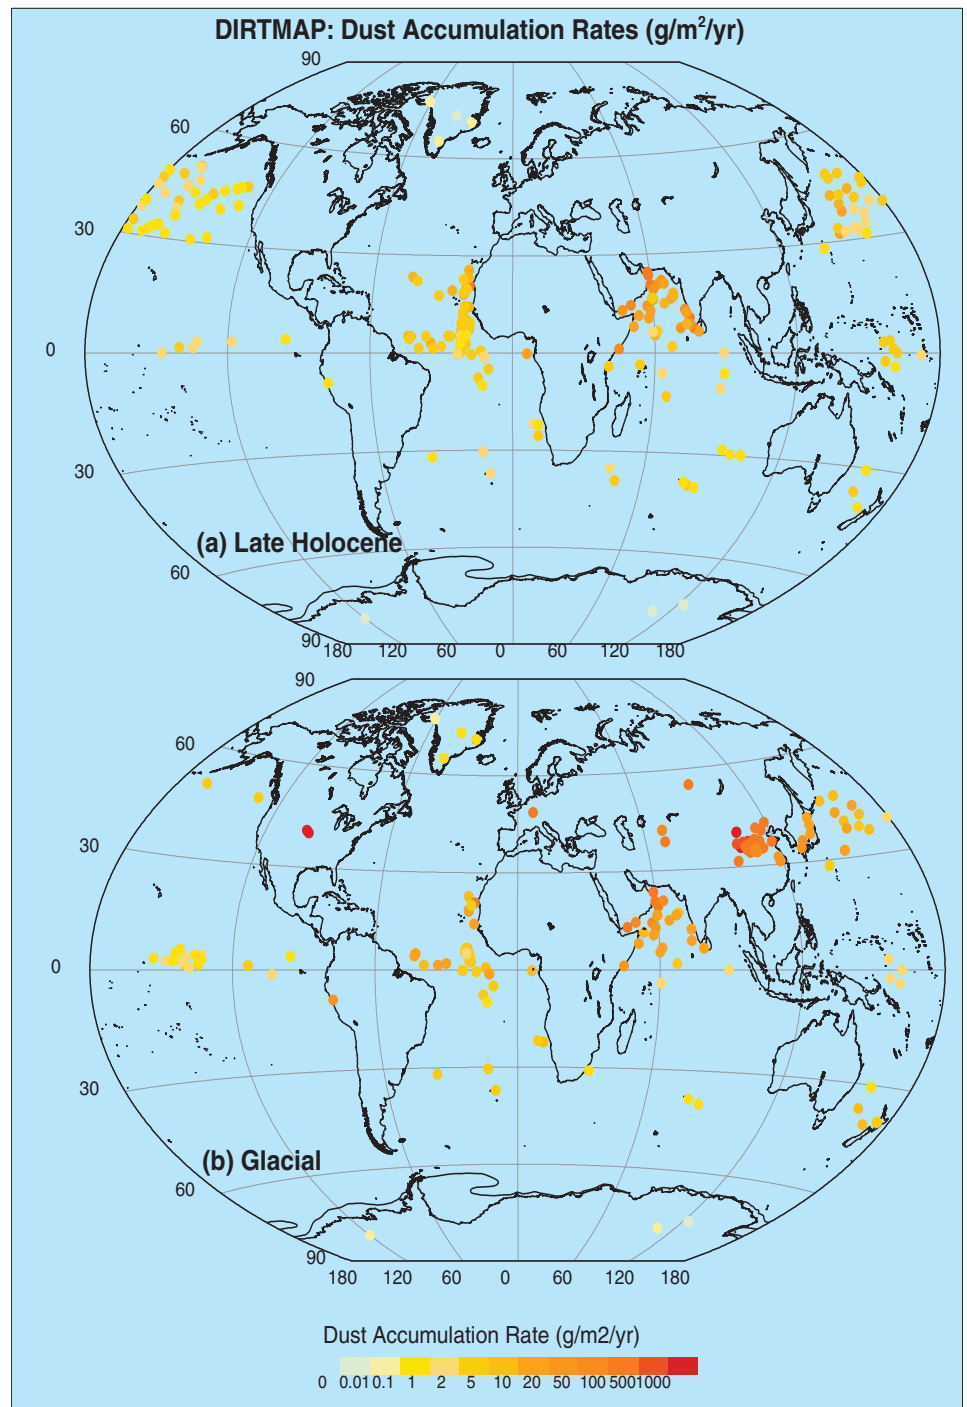 DIRTMAP: Dust Accumulation Rates (g/m²/yr)
90
60
30
0
30
(a) Late Holocene
60
90
180 120 60 0 60 120 180
90
60
30
0
30
(b) Glacial
60
90
180 120 60 0 60 120 180
Dust Accumulation Rate (g/m2/yr)
0 0.01 0.1 1 2 5 10 20 50 100 500 1000